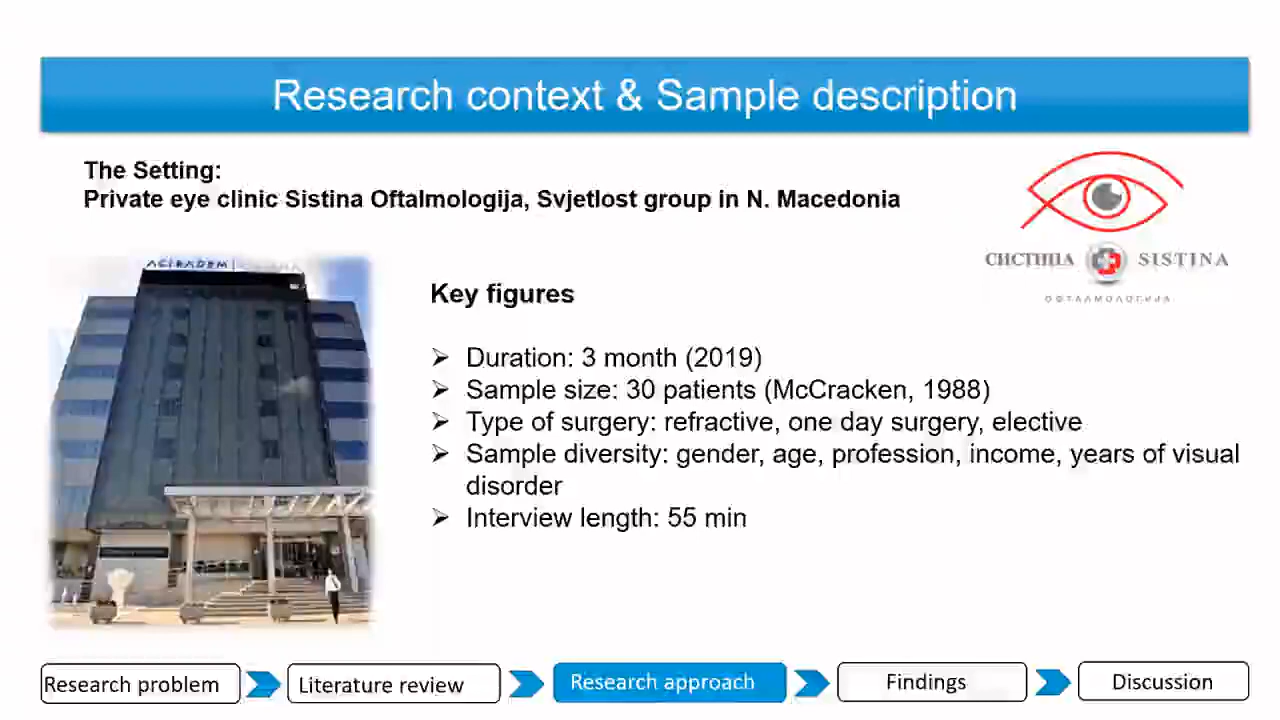 Research context & Sample description
The Setting:
Private eye clinic Sistina Oftalmologija, Svjetlost group in N. Macedonia
СИСТИНА SISTINA
ОФТАЛМОЛОГИЈА
Key figures
➢ Duration: 3 month (2019)
➢ Sample size: 30 patients (McCracken, 1988)
➢ Type of surgery: refractive, one day surgery, elective
➢ Sample diversity: gender, age, profession, income, years of visual
disorder
➢ Interview length: 55 min
Research problem
Literature review
Research approach
Findings
Discussion